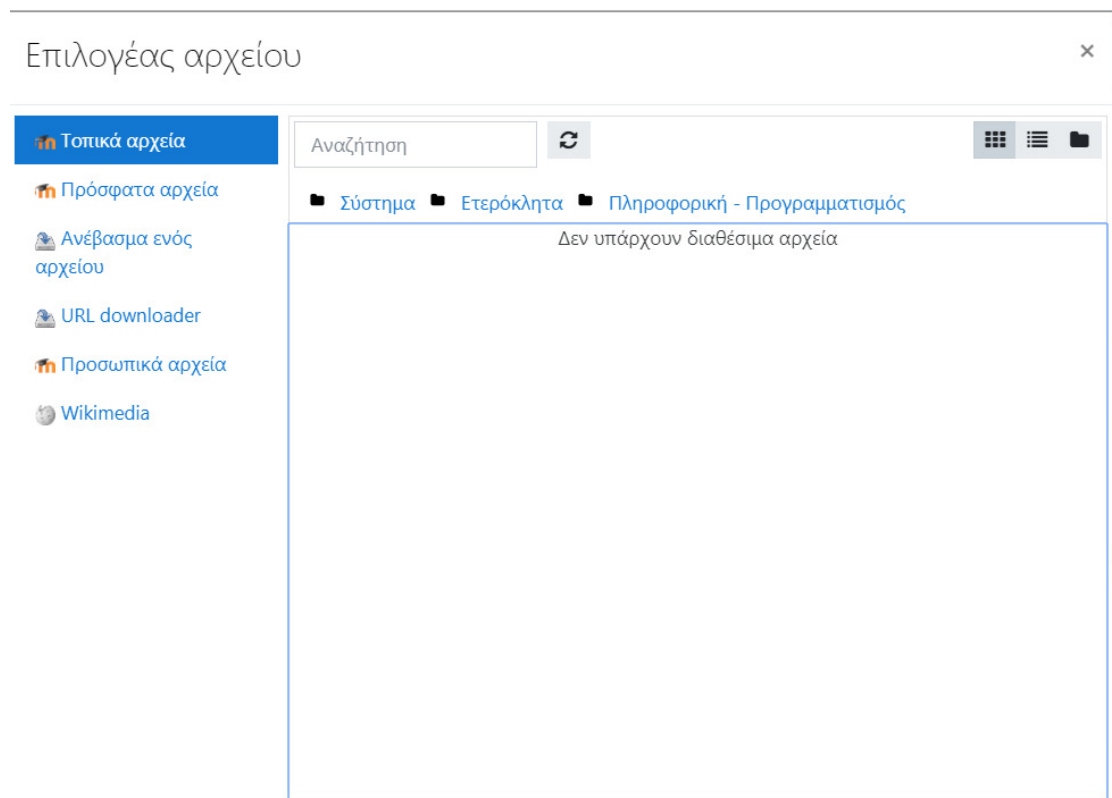 Επιλογέας αρχείου
×
Τοπικά αρχεία
Πρόσφατα αρχεία
Ανέβασμα ενός
αρχείου
URL downloader
Προσωπικά αρχεία
Wikimedia
Αναζήτηση
Σύστημα Ετερόκλητα Πληροφορική - Προγραμματισμός
Δεν υπάρχουν διαθέσιμα αρχεία